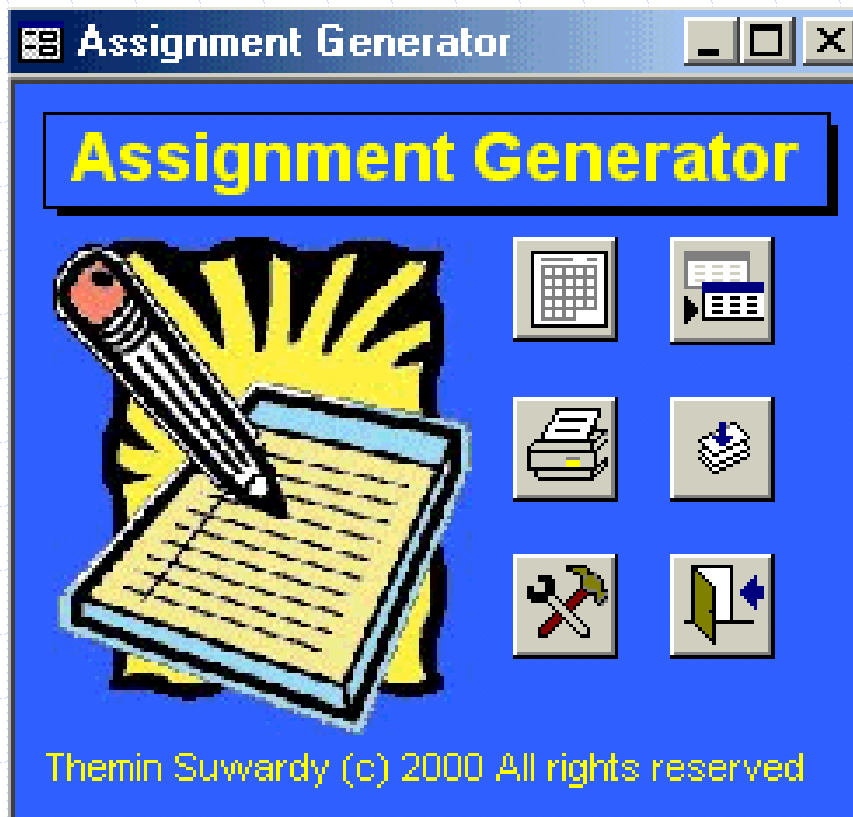 Assignment Generator
Assignment Generator
Themin Suwardy (c) 2000 All rights reserved